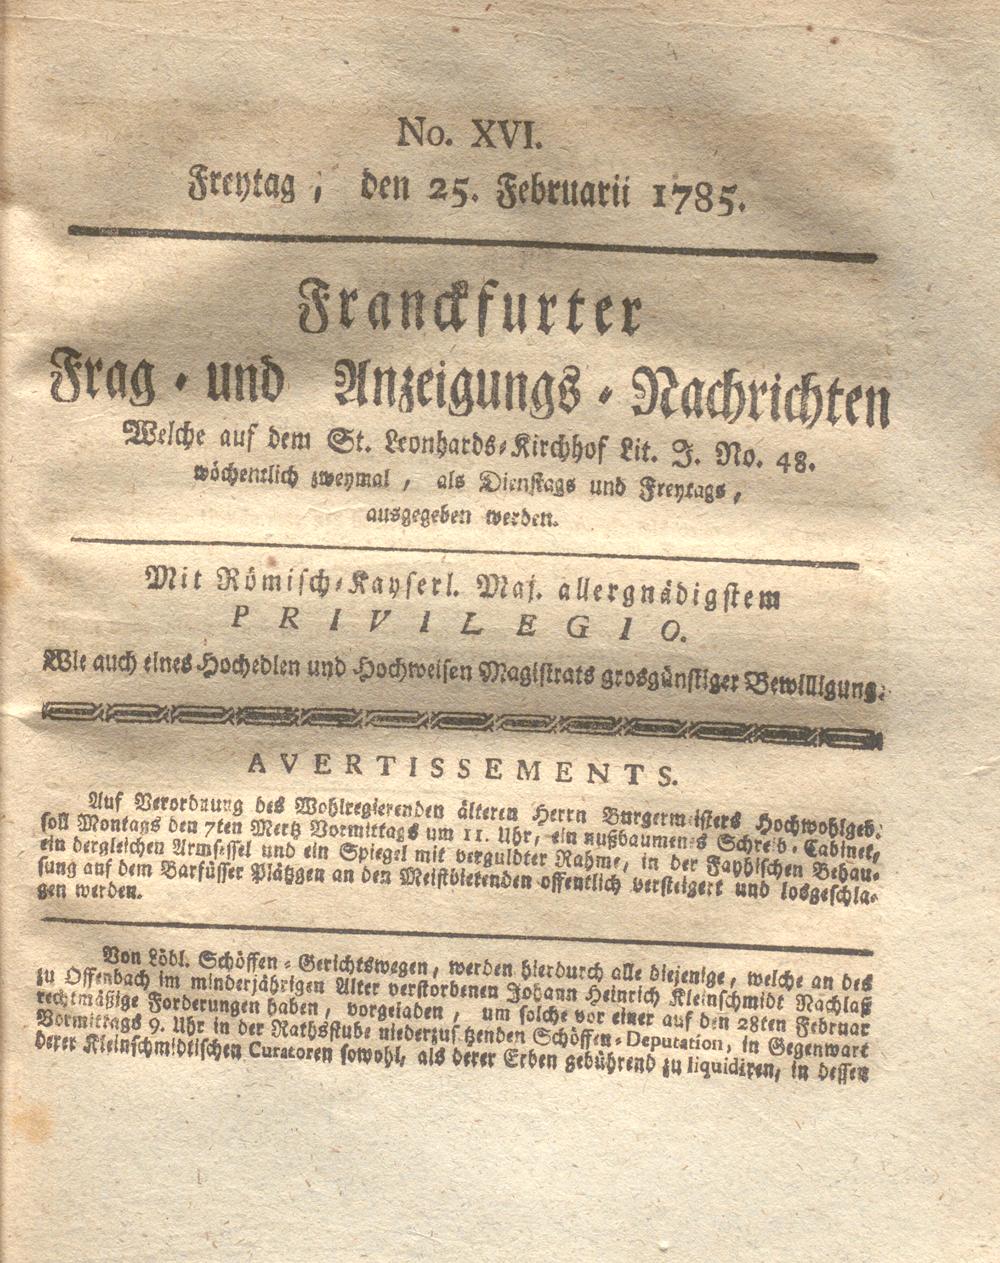 No. XVI.
Freytag, den 25. Februarii 1785.
Franckfurter
Frag- und Anzeigungs-Nachrichten
Welche auf dem St. Leonhards-Kirchhof Lit. J. No. 48.
wöchentlich zweymal, als Dienstags und Freytags,
ausgegeben werden.
Mit Römisch-Kayserl. Maj. allergnädigstem
PRIVILEGIO.
Wie auch eines Hochedlen und Hochweisen Magistrats grosgünstiger Bewilligung.
AVERTISSEMENTS.
Auf Verordnung des Wohlregierenden älteren Herrn Burgermeisters Hochwohlgeb.
soll Montags den 7ten Mertz Vormittags um 11. Uhr, ein nußbaumenes Schreib-Cabinet,
ein dergleichen Armsessel und ein Spiegel mit verguldter Rahme, in der Faybischen Behau-
sung auf dem Barfüsser Plätzgen an den Meistbietenden offentlich versteigert und losgeschla-
gen werden.
Von Löbl. Schöffen-Gerichtswegen, werden hierdurch alle diejenige, welche an des
zu Offenbach im minderjährigen Alter verstorbenen Johann Heinrich Kleinschmidt Nachlaß
rechtmäßige Forderungen haben, vorgeladen, um solche vor einer auf den 28ten Februar
Vormittags 9. Uhr in der Rathsstube niederzusetzenden Schöffen-Deputation, in Gegenwart
derer Kleinschmidtischen Curatoren sowohl, als derer Erben gebührend zu liquidiren, in dessen